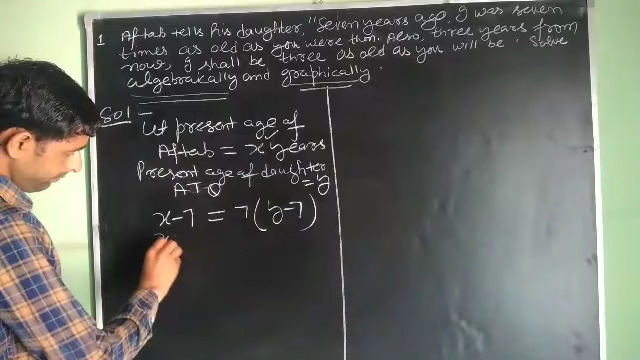 1 Aftab tells his daughter, "Seven years ago, I was seven
times as old as you were then. Also, three years from
now, I shall be three as old as you will be. Solve
algebraically and graphically.
Sol -
Let present age of
Aftab = x years
Present age of daughter
= y
ATQ
x-7 = 7(y-7)
x